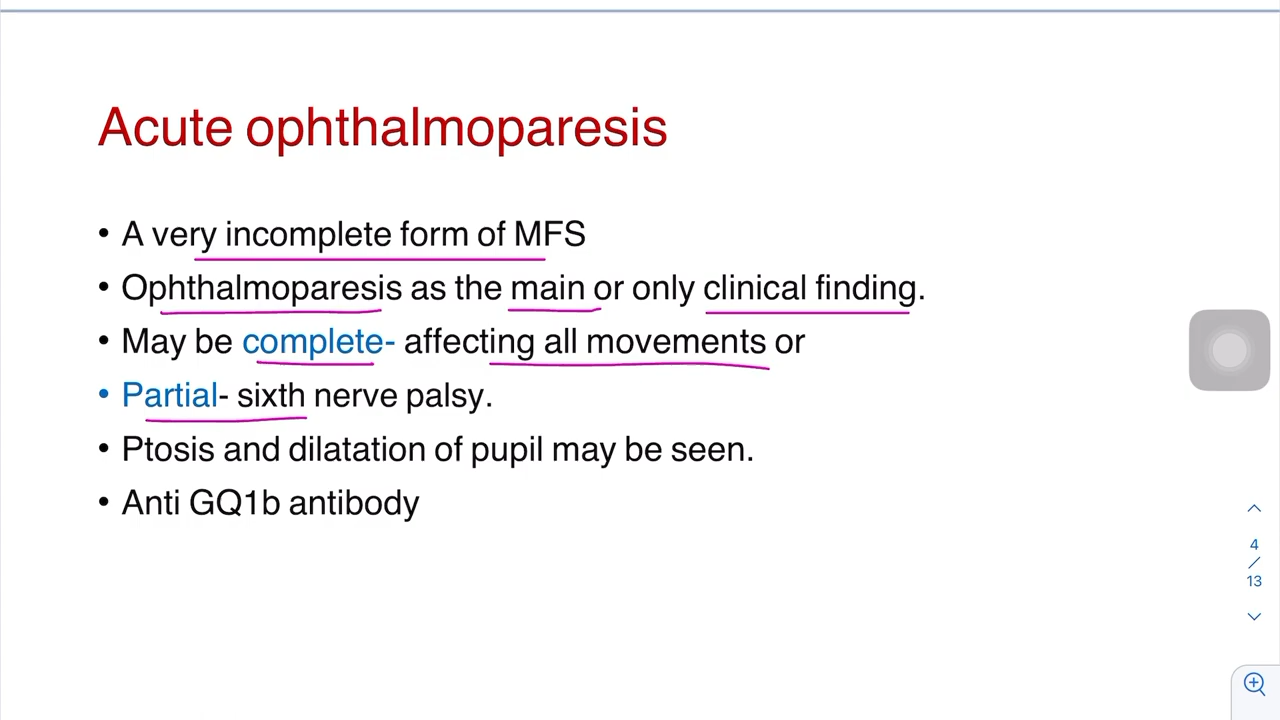 Acute ophthalmoparesis
• A very incomplete form of MFS
• Ophthalmoparesis as the main or only clinical finding.
• May be complete- affecting all movements or
• Partial- sixth nerve palsy.
• Ptosis and dilatation of pupil may be seen.
• Anti GQ1b antibody
4
/
13